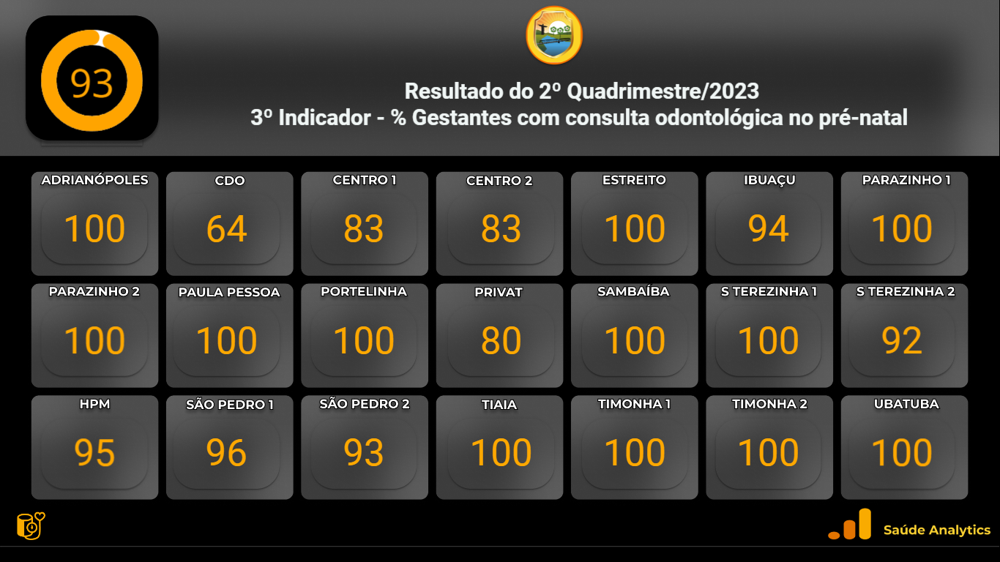 93
Resultado do 2º Quadrimestre/2023
3º Indicador - % Gestantes com consulta odontológica no pré-natal
ADRIANÓPOLES
100
CDO
64
CENTRO 1
83
CENTRO 2
83
ESTREITO
100
IBUAÇU
94
PARAZINHO 1
100
PARAZINHO 2
100
PAULA PESSOA
100
PORTELINHA
100
PRIVAT
80
SAMBAÍBA
100
S TEREZINHA 1
100
S TEREZINHA 2
92
HPM
95
SÃO PEDRO 1
96
SÃO PEDRO 2
93
TIAIA
100
TIMONHA 1
100
TIMONHA 2
100
UBATUBA
100
Saúde Analytics